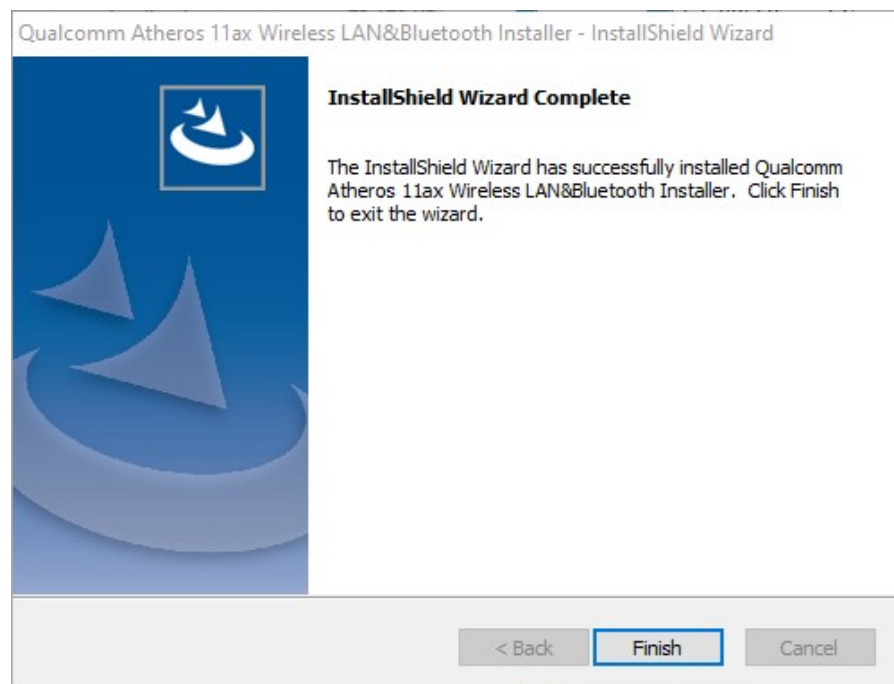 Qualcomm Atheros 11ax Wireless LAN&Bluetooth Installer - InstallShield Wizard
InstallShield Wizard Complete
The InstallShield Wizard has successfully installed Qualcomm
Atheros 11ax Wireless LAN&Bluetooth Installer.  Click Finish
to exit the wizard.
< Back
Finish
Cancel